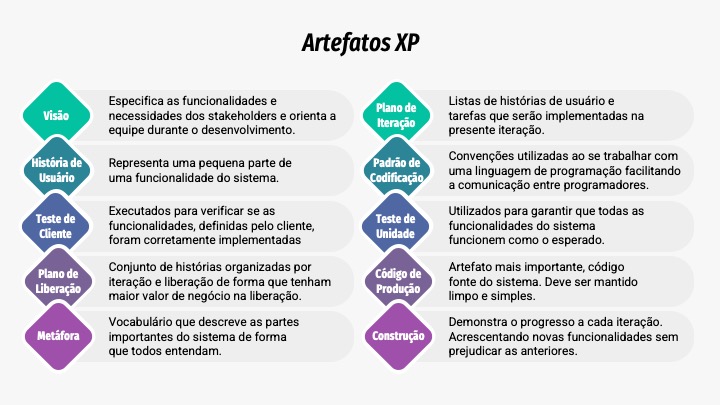 Artefatos XP
Visão
Especifica as funcionalidades e
necessidades dos stakeholders e orienta a
equipe durante o desenvolvimento.
História de
Usuário
Representa uma pequena parte de
uma funcionalidade do sistema.
Teste de
Cliente
Executados para verificar se as
funcionalidades, definidas pelo cliente,
foram corretamente implementadas
Plano de
Liberação
Conjunto de histórias organizadas por
iteração e liberação de forma que tenham
maior valor de negócio na liberação.
Metáfora
Vocabulário que descreve as partes
importantes do sistema de forma
que todos entendam.
Plano de
Iteração
Listas de histórias de usuário e
tarefas que serão implementadas na
presente iteração.
Padrão de
Codificação
Convenções utilizadas ao se trabalhar com
uma linguagem de programação facilitando
a comunicação entre programadores.
Teste de
Unidade
Utilizados para garantir que todas as
funcionalidades do sistema
funcionem como o esperado.
Código de
Produção
Artefato mais importante, código
fonte do sistema. Deve ser mantido
limpo e simples.
Construção
Demonstra o progresso a cada iteração.
Acrescentando novas funcionalidades sem
prejudicar as anteriores.